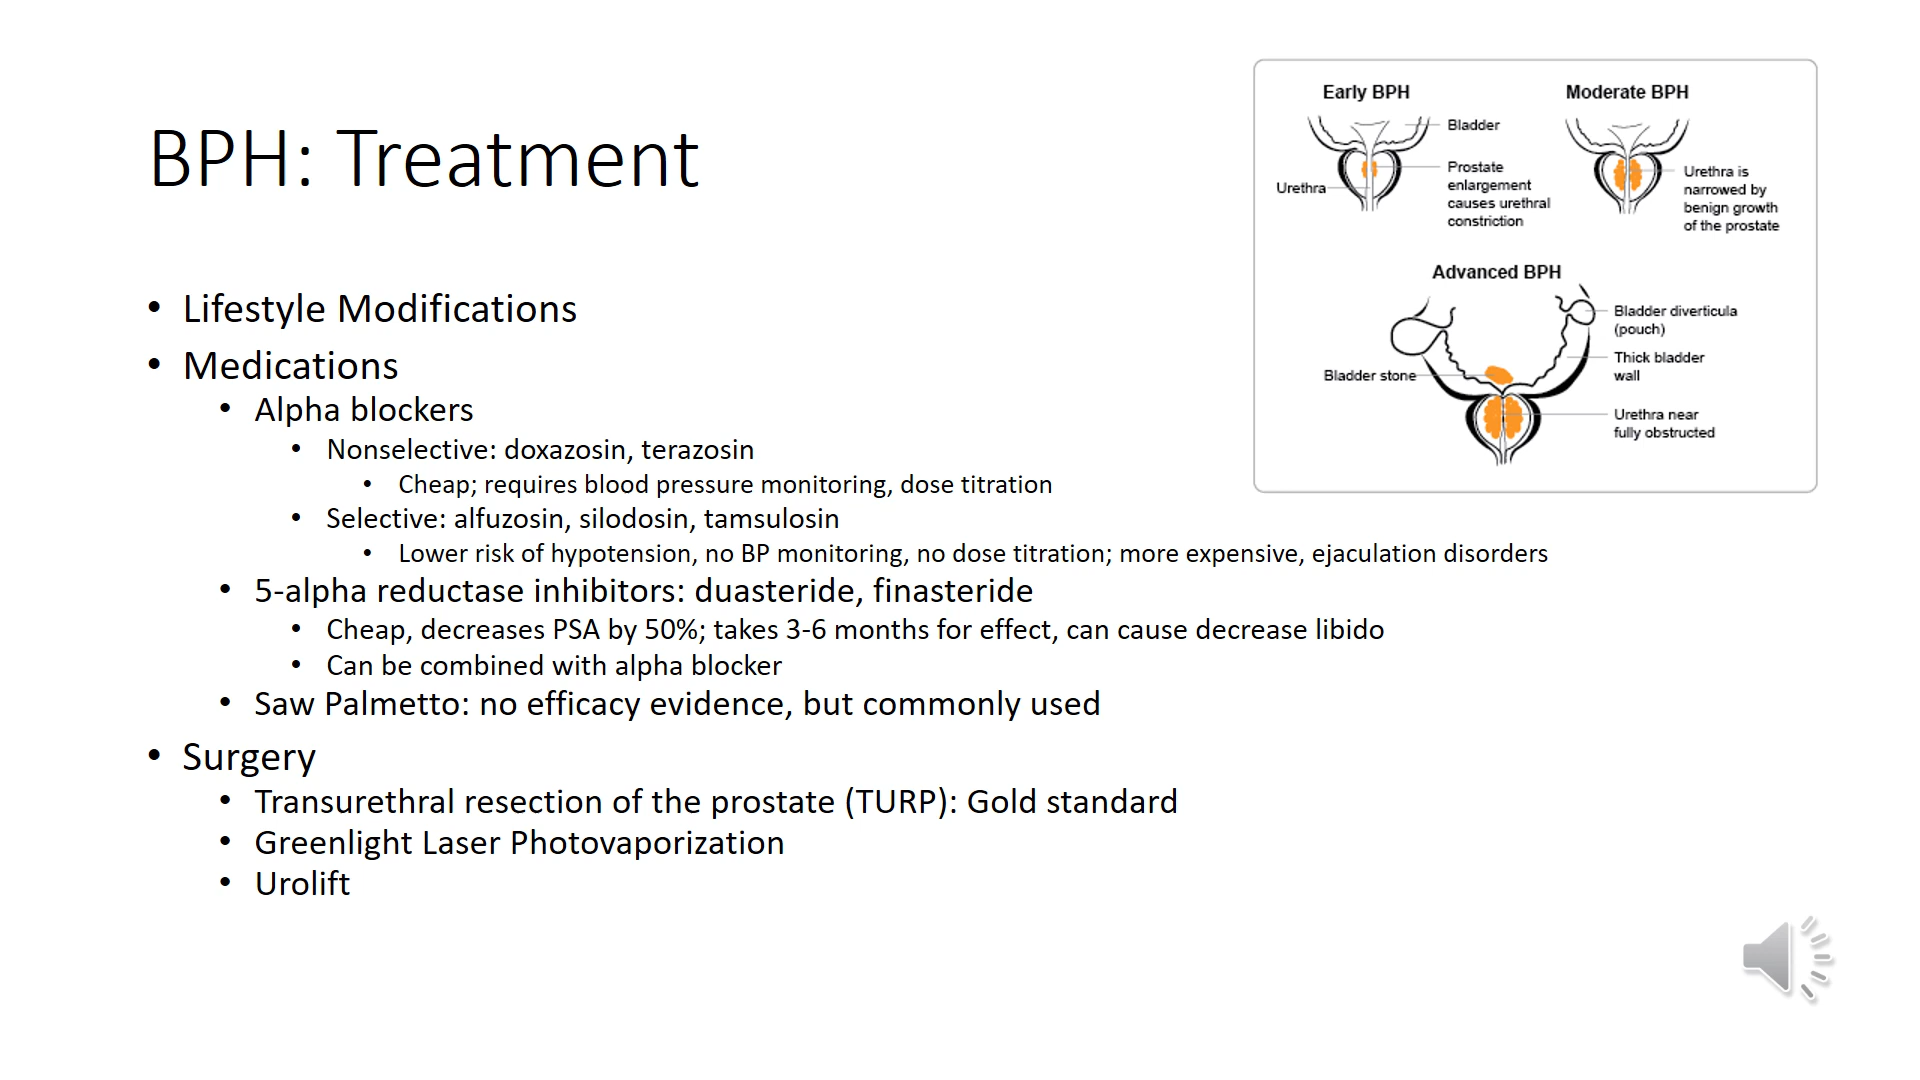 BPH: Treatment
• Lifestyle Modifications
• Medications
• Alpha blockers
• Nonselective: doxazosin, terazosin
• Cheap; requires blood pressure monitoring, dose titration
• Selective: alfuzosin, silodosin, tamsulosin
• Lower risk of hypotension, no BP monitoring, no dose titration; more expensive, ejaculation disorders
• 5-alpha reductase inhibitors: duasteride, finasteride
• Cheap, decreases PSA by 50%; takes 3-6 months for effect, can cause decrease libido
• Can be combined with alpha blocker
• Saw Palmetto: no efficacy evidence, but commonly used
• Surgery
• Transurethral resection of the prostate (TURP): Gold standard
• Greenlight Laser Photovaporization
• Urolift
Early BPH
Bladder
Prostate
enlargement
causes urethral
constriction
Urethra
Moderate BPH
Urethra is
narrowed by
benign growth
of the prostate
Advanced BPH
Bladder diverticula
(pouch)
Thick bladder
wall
Bladder stone
Urethra near
fully obstructed